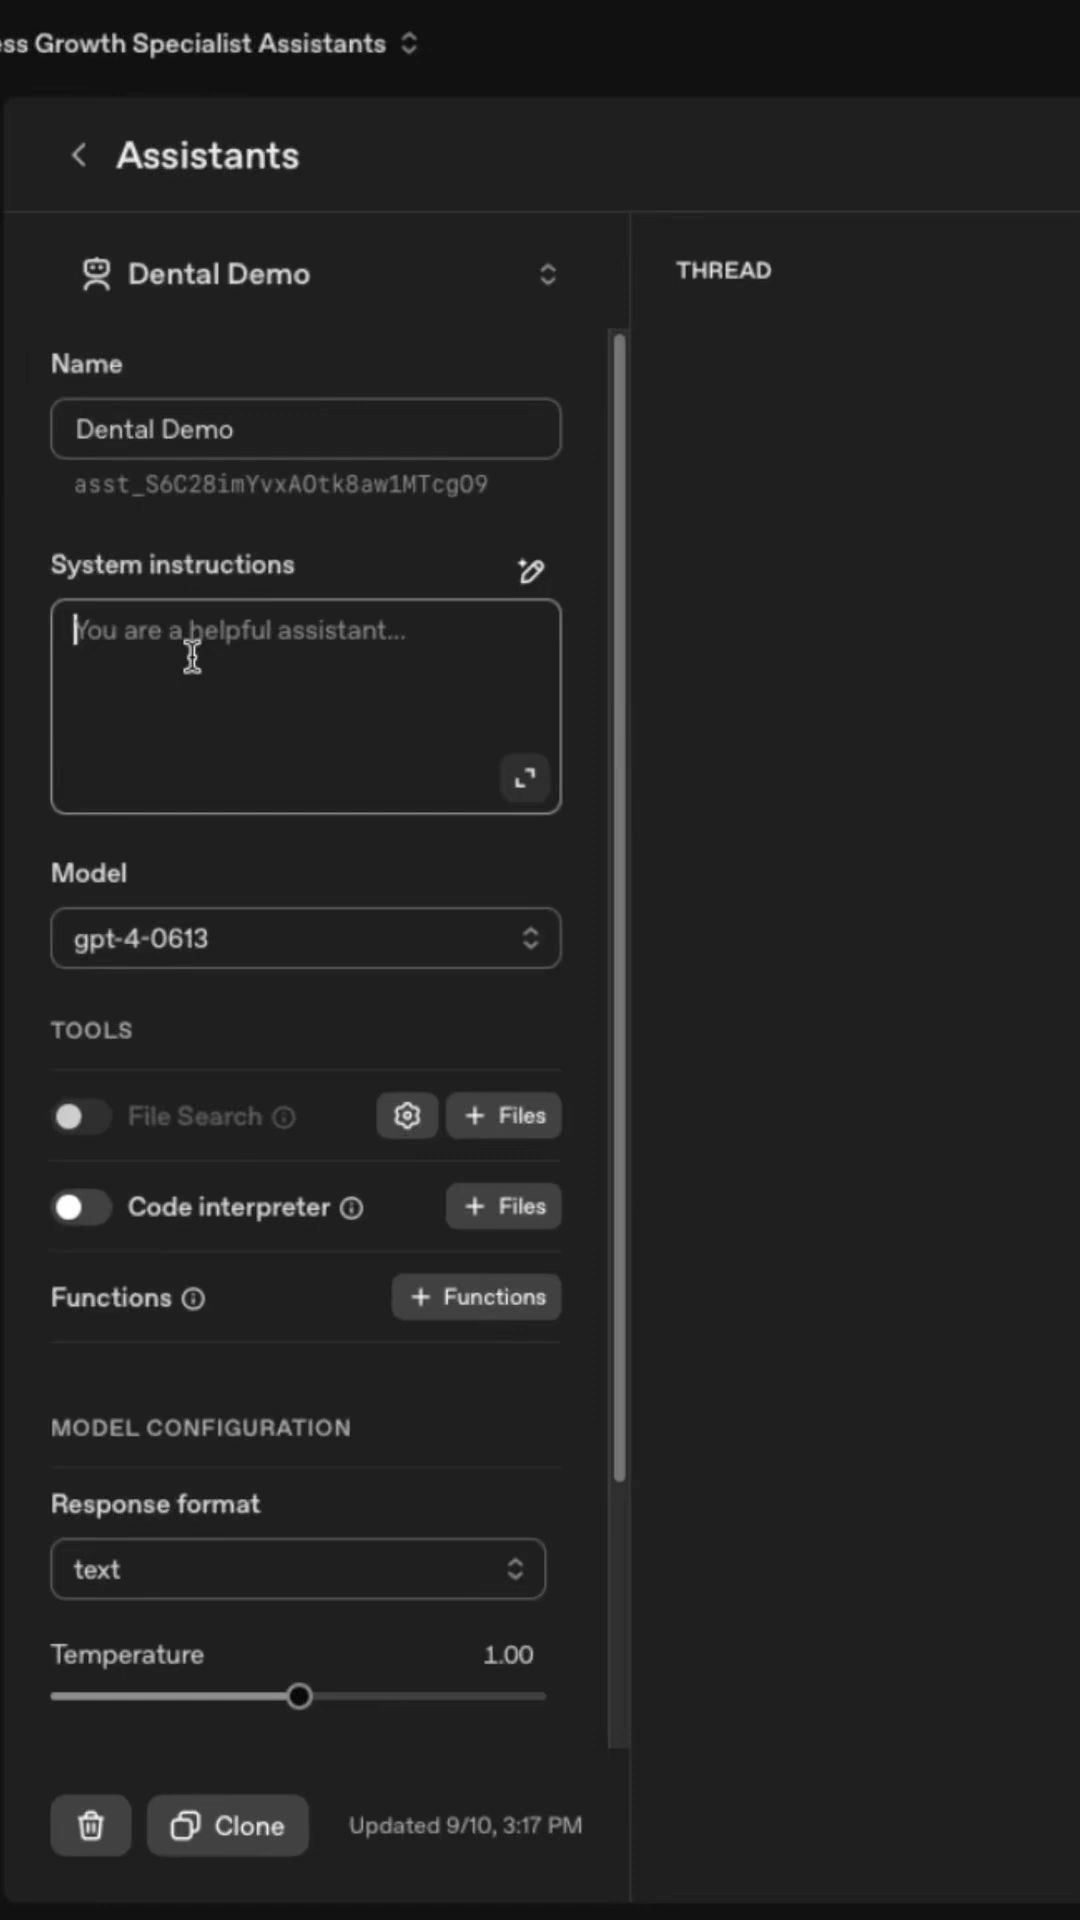 ess Growth Specialist Assistants
Assistants
Dental Demo
THREAD
Name
Dental Demo
asst_S6C28imYvxAOtk8aw1MTcgO9
System instructions
You are a helpful assistant...
Model
gpt-4-0613
TOOLS
File Search
+ Files
Code interpreter
+ Files
Functions
+ Functions
MODEL CONFIGURATION
Response format
text
Temperature 1.00
Clone
Updated 9/10, 3:17 PM